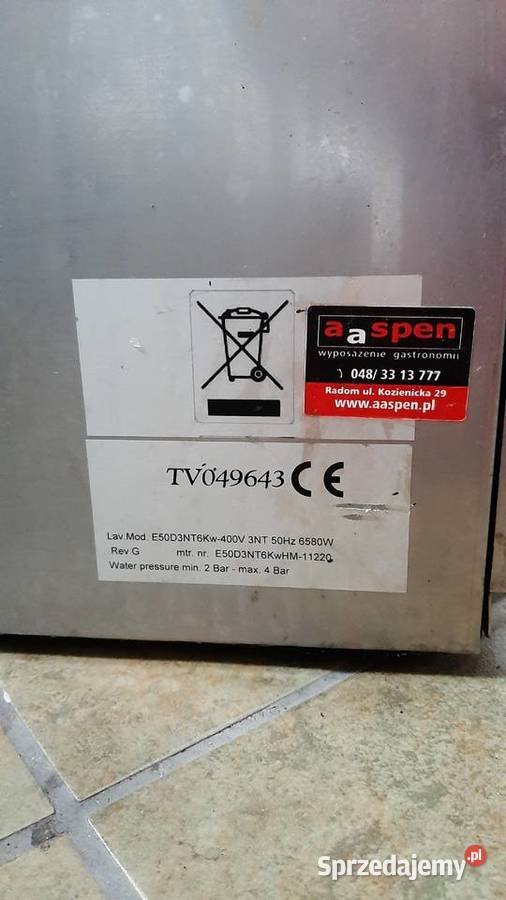 aaspen
wyposażenie gastronomii
048/ 33 13 777
Radom ul. Kozienicka 29
www.aaspen.pl
TV049643 CE
Lav.Mod. E50D3NT6Kw-400V 3NT 50Hz 6580W
Rev G mtr. nr. E50D3NT6KwHM-11220
Water pressure min. 2 Bar - max. 4 Bar
Sprzedajemy.pl